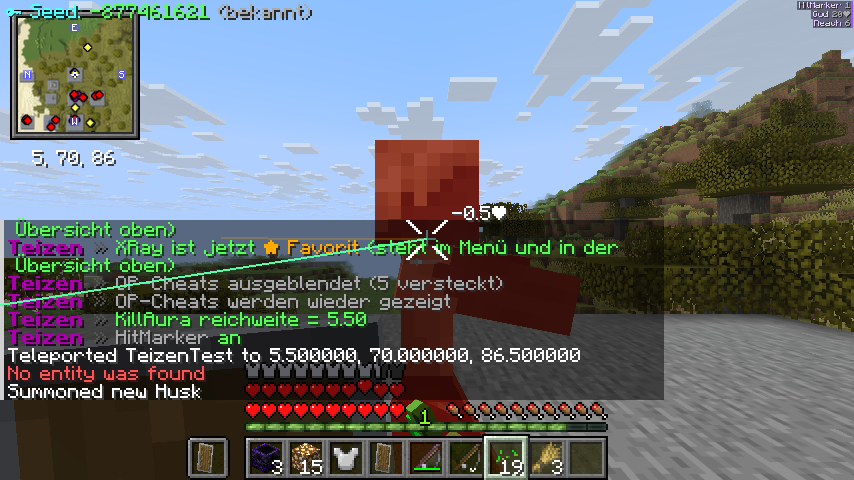 Seed: -877461621 (bekannt)
HitMarker 1
God 20♥
Reach 6
E
N
S
W
5, 70, 86
-0.5♥
Übersicht oben)
Teizen » XRay ist jetzt ★ Favorit (steht im Menü und in der
Übersicht oben)
Teizen » OP-Cheats ausgeblendet (5 versteckt)
Teizen » OP-Cheats werden wieder gezeigt
Teizen » KillAura reichweite = 5.50
Teizen » HitMarker an
Teleported TeizenTest to 5.500000, 70.000000, 86.500000
No entity was found
Summoned new Husk
1
3 15 19 3